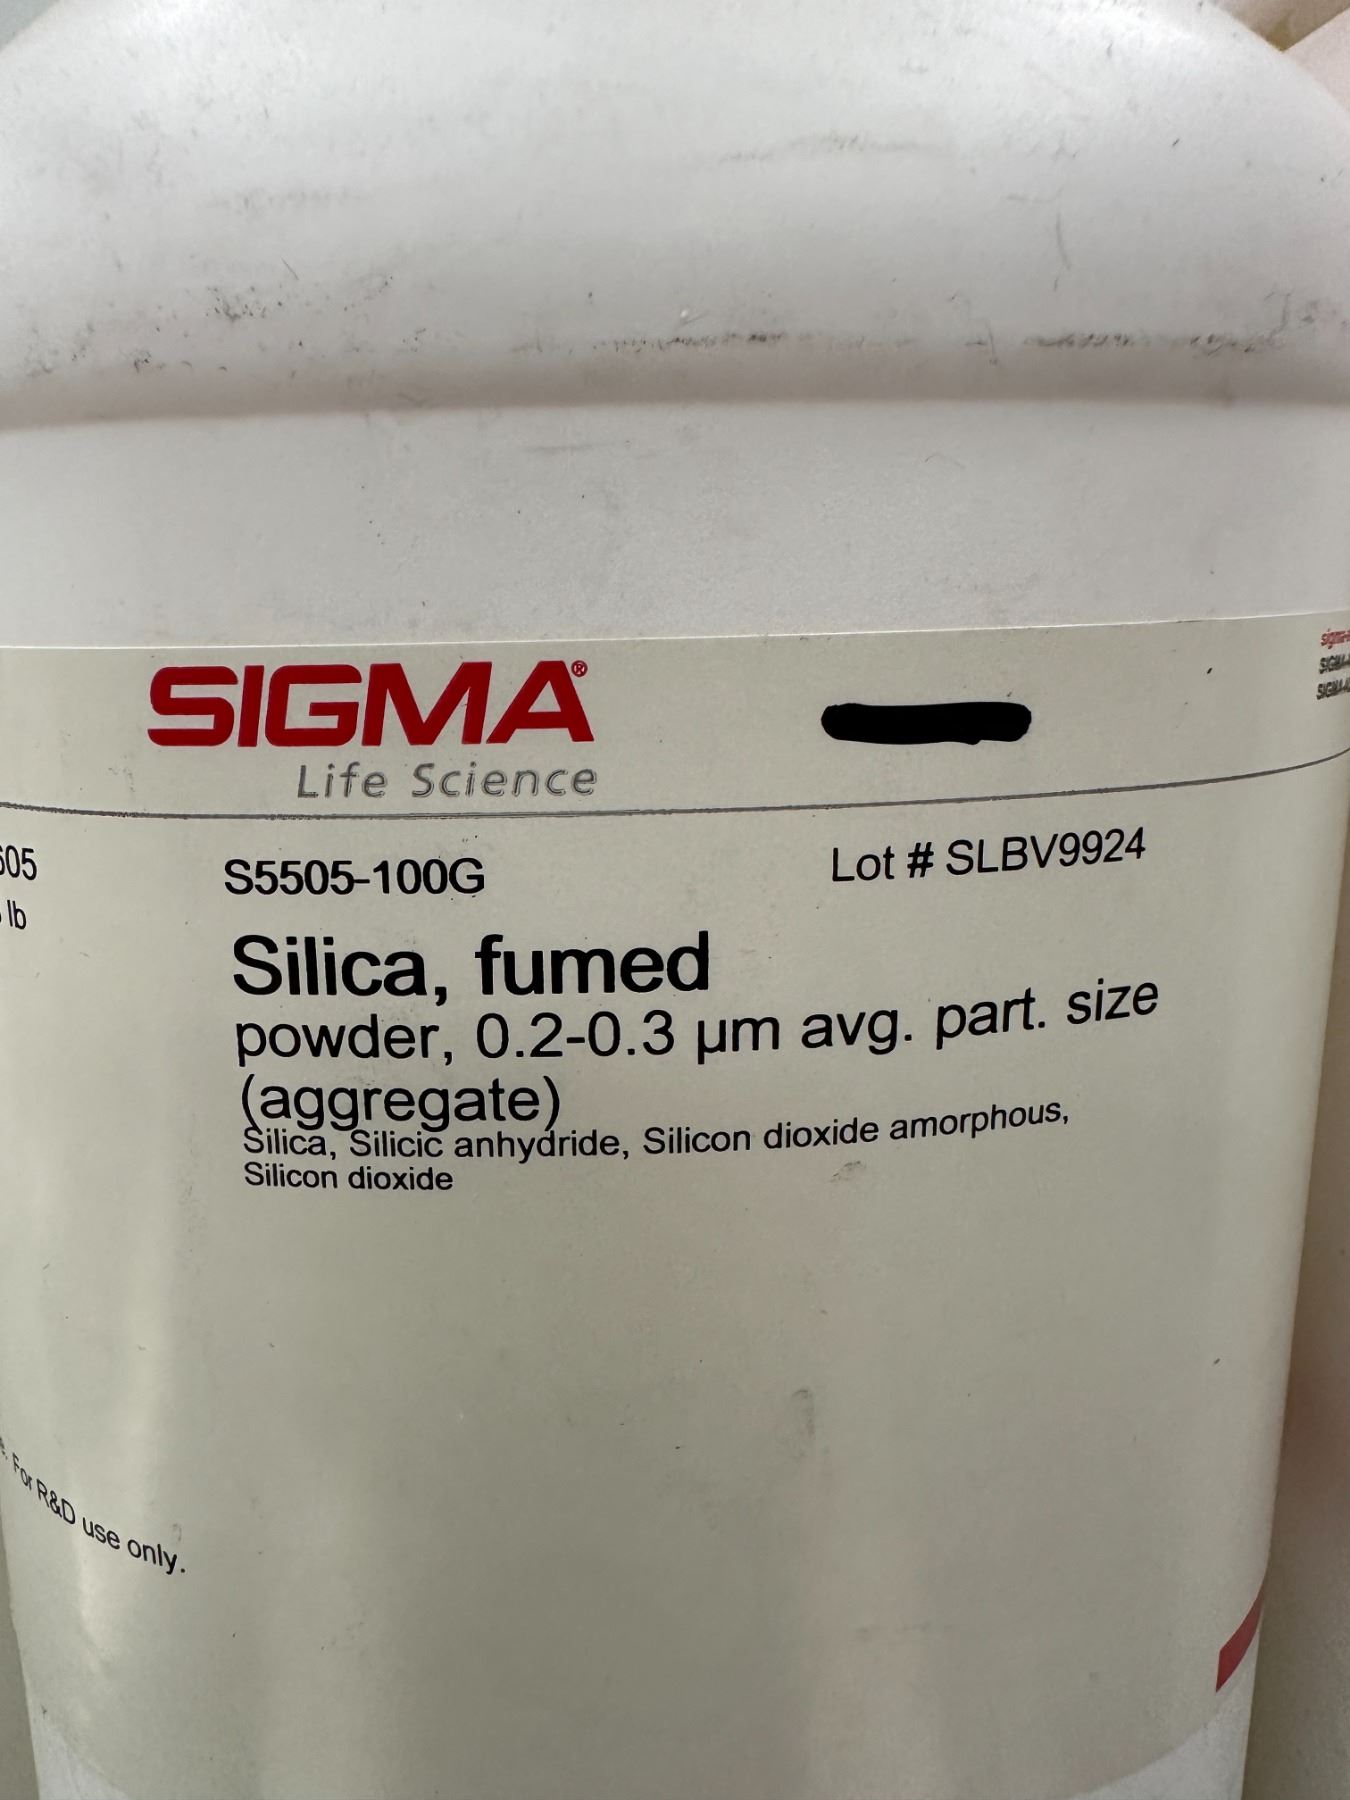 SIGMA®
Life Science
605
lb
S5505-100G
Lot # SLBV9924
Silica, fumed
powder, 0.2-0.3 µm avg. part. size
(aggregate)
Silica, Silicic anhydride, Silicon dioxide amorphous,
Silicon dioxide
For R&D use only.